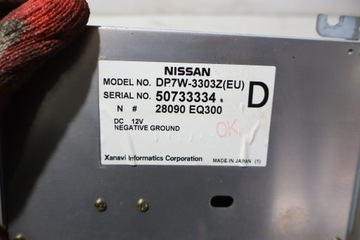 NISSAN
MODEL NO. DP7W-3303Z(EU)
SERIAL NO. 50733334
D
N # 28090 EQ300
DC 12V
NEGATIVE GROUND
OK
Xanavi Informatics Corporation
MADE IN JAPAN (1)